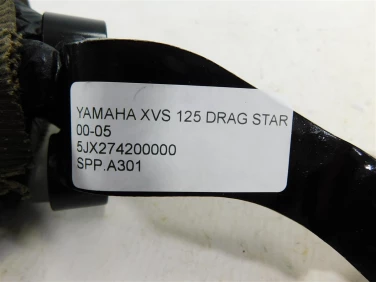 YAMAHA XVS 125 DRAG STAR
00-05
5JX274200000
SPP.A301